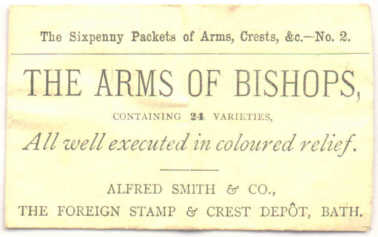 The Sixpenny Packets of Arms, Crests, &c.—No. 2.
THE ARMS OF BISHOPS,
CONTAINING 24 VARIETIES,
All well executed in coloured relief.
ALFRED SMITH & CO.,
THE FOREIGN STAMP & CREST DEPÔT, BATH.